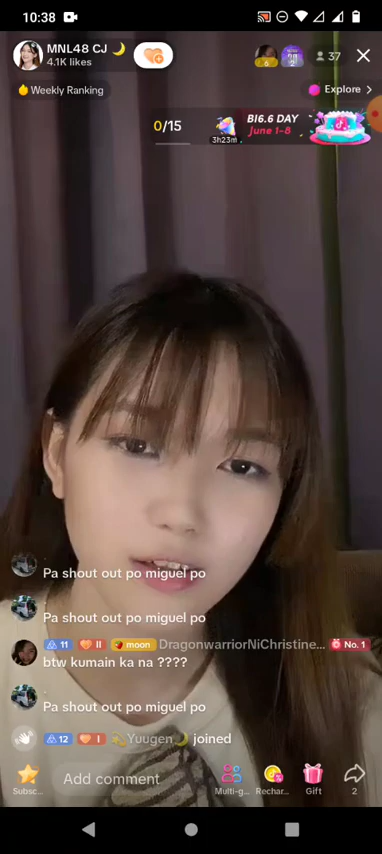 10:38
MNL48 CJ 🌙
4.1K likes
37
Weekly Ranking
Explore >
0/15
3h23m
BI6.6 DAY
June 1-8
Pa shout out po miguel po
Pa shout out po miguel po
11 II moon DragonwarriorNiChristine... No. 1
btw kumain ka na ????
Pa shout out po miguel po
12 I 💫Yuugen🌙 joined
Subsc...
Add comment
Multi-g...
Rechar...
Gift
2